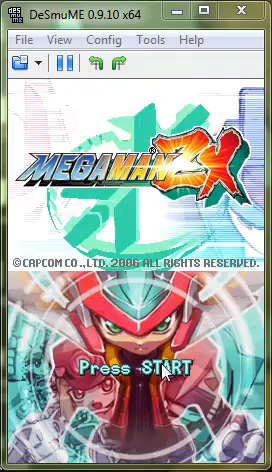 DeSmuME 0.9.10 x64
File View Config Tools Help
MEGAMAN ZX
®
© CAPCOM CO., LTD. 2006 ALL RIGHTS RESERVED.
Press START